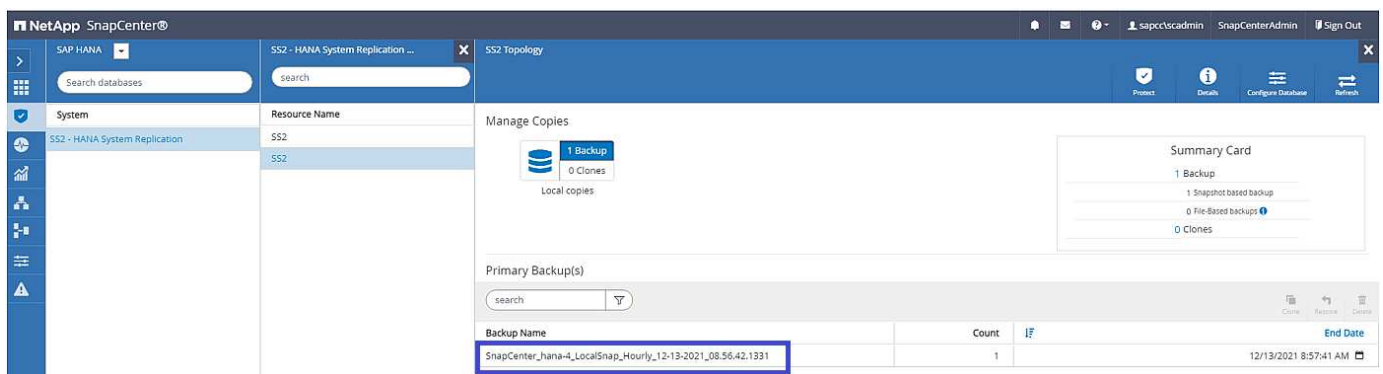 NetApp SnapCenter®
sapcc\scadmin SnapCenterAdmin Sign Out
SAP HANA
Search databases
System
SS2 - HANA System Replication
SS2 - HANA System Replication ...
search
Resource Name
SS2
SS2
SS2 Topology
Protect Details Configure Database Refresh
Manage Copies
1 Backup
0 Clones
Local copies
Summary Card
1 Backup
1 Snapshot based backup
0 File-Based backups
0 Clones
Primary Backup(s)
search
Clone Restore Delete
Backup Name Count End Date
SnapCenter_hana-4_LocalSnap_Hourly_12-13-2021_08.56.42.1331 1 12/13/2021 8:57:41 AM